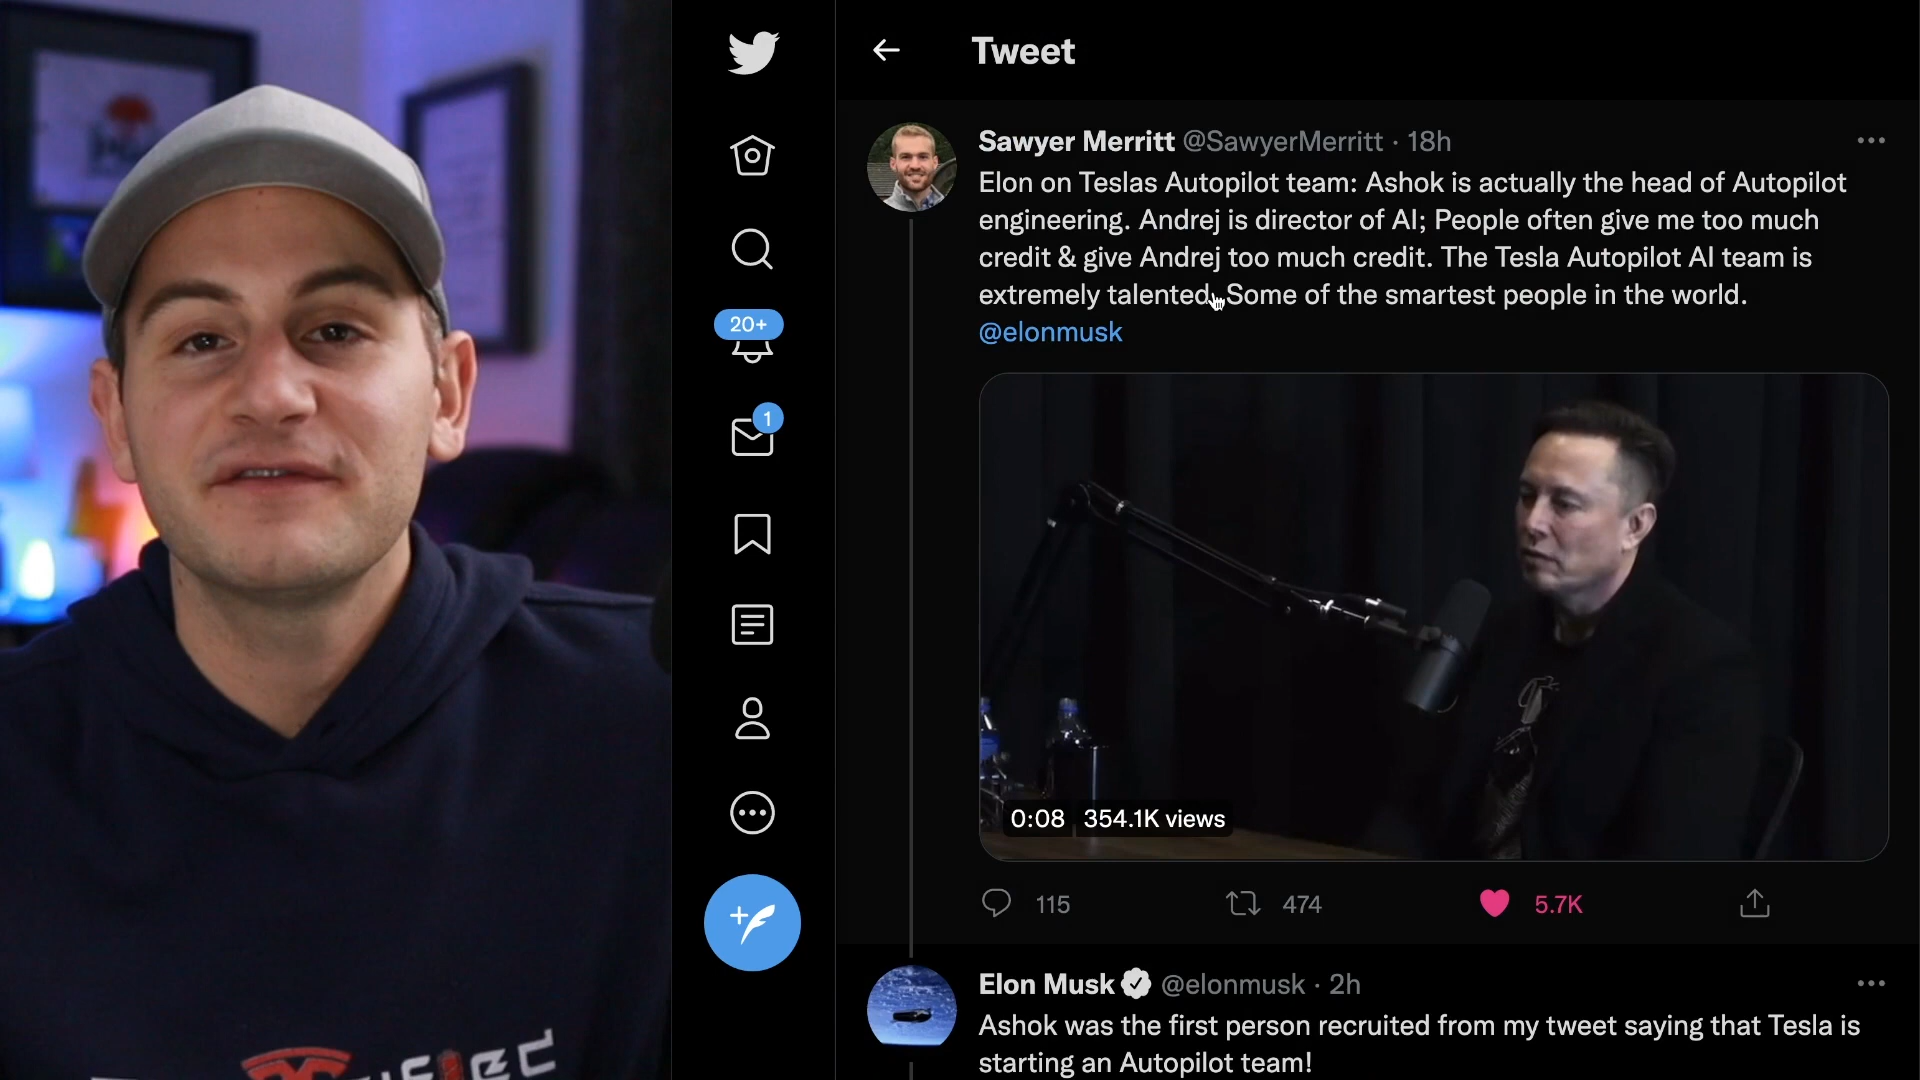 Tweet
Sawyer Merritt @SawyerMerritt · 18h
Elon on Teslas Autopilot team: Ashok is actually the head of Autopilot
engineering. Andrej is director of AI; People often give me too much
credit & give Andrej too much credit. The Tesla Autopilot AI team is
extremely talented. Some of the smartest people in the world.
@elonmusk
20+
1
0:08 354.1K views
115 474 5.7K
Elon Musk @elonmusk · 2h
Ashok was the first person recruited from my tweet saying that Tesla is
starting an Autopilot team!